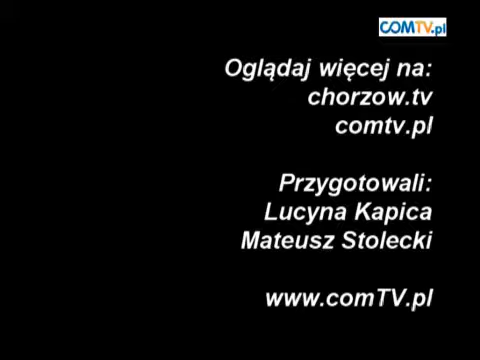 COMTV.pl
Oglądaj więcej na:
chorzow.tv
comtv.pl
Przygotowali:
Lucyna Kapica
Mateusz Stolecki
www.comTV.pl